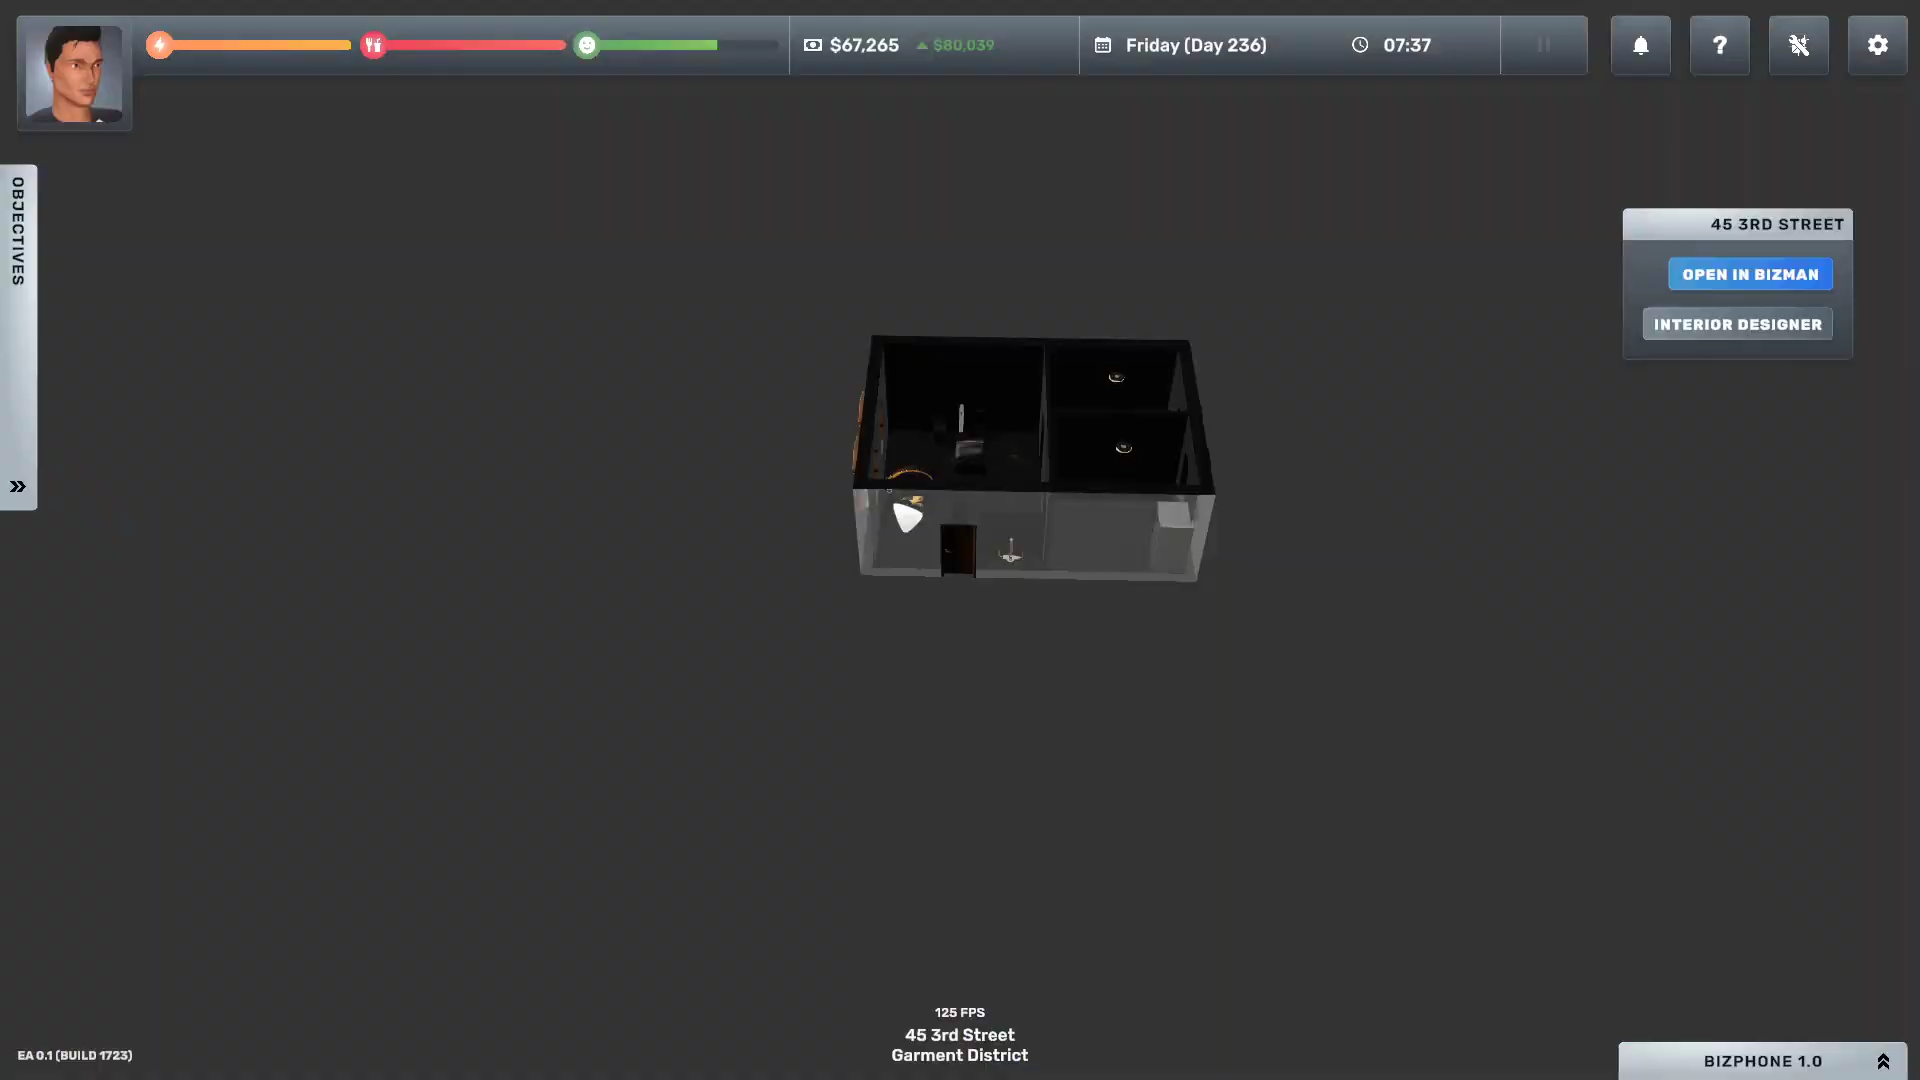 $67,265
$80,039
Friday (Day 236)
07:37
?
OBJECTIVES
45 3RD STREET
OPEN IN BIZMAN
INTERIOR DESIGNER
125 FPS
45 3rd Street
Garment District
EA 0.1 (BUILD 1723)
BIZPHONE 1.0